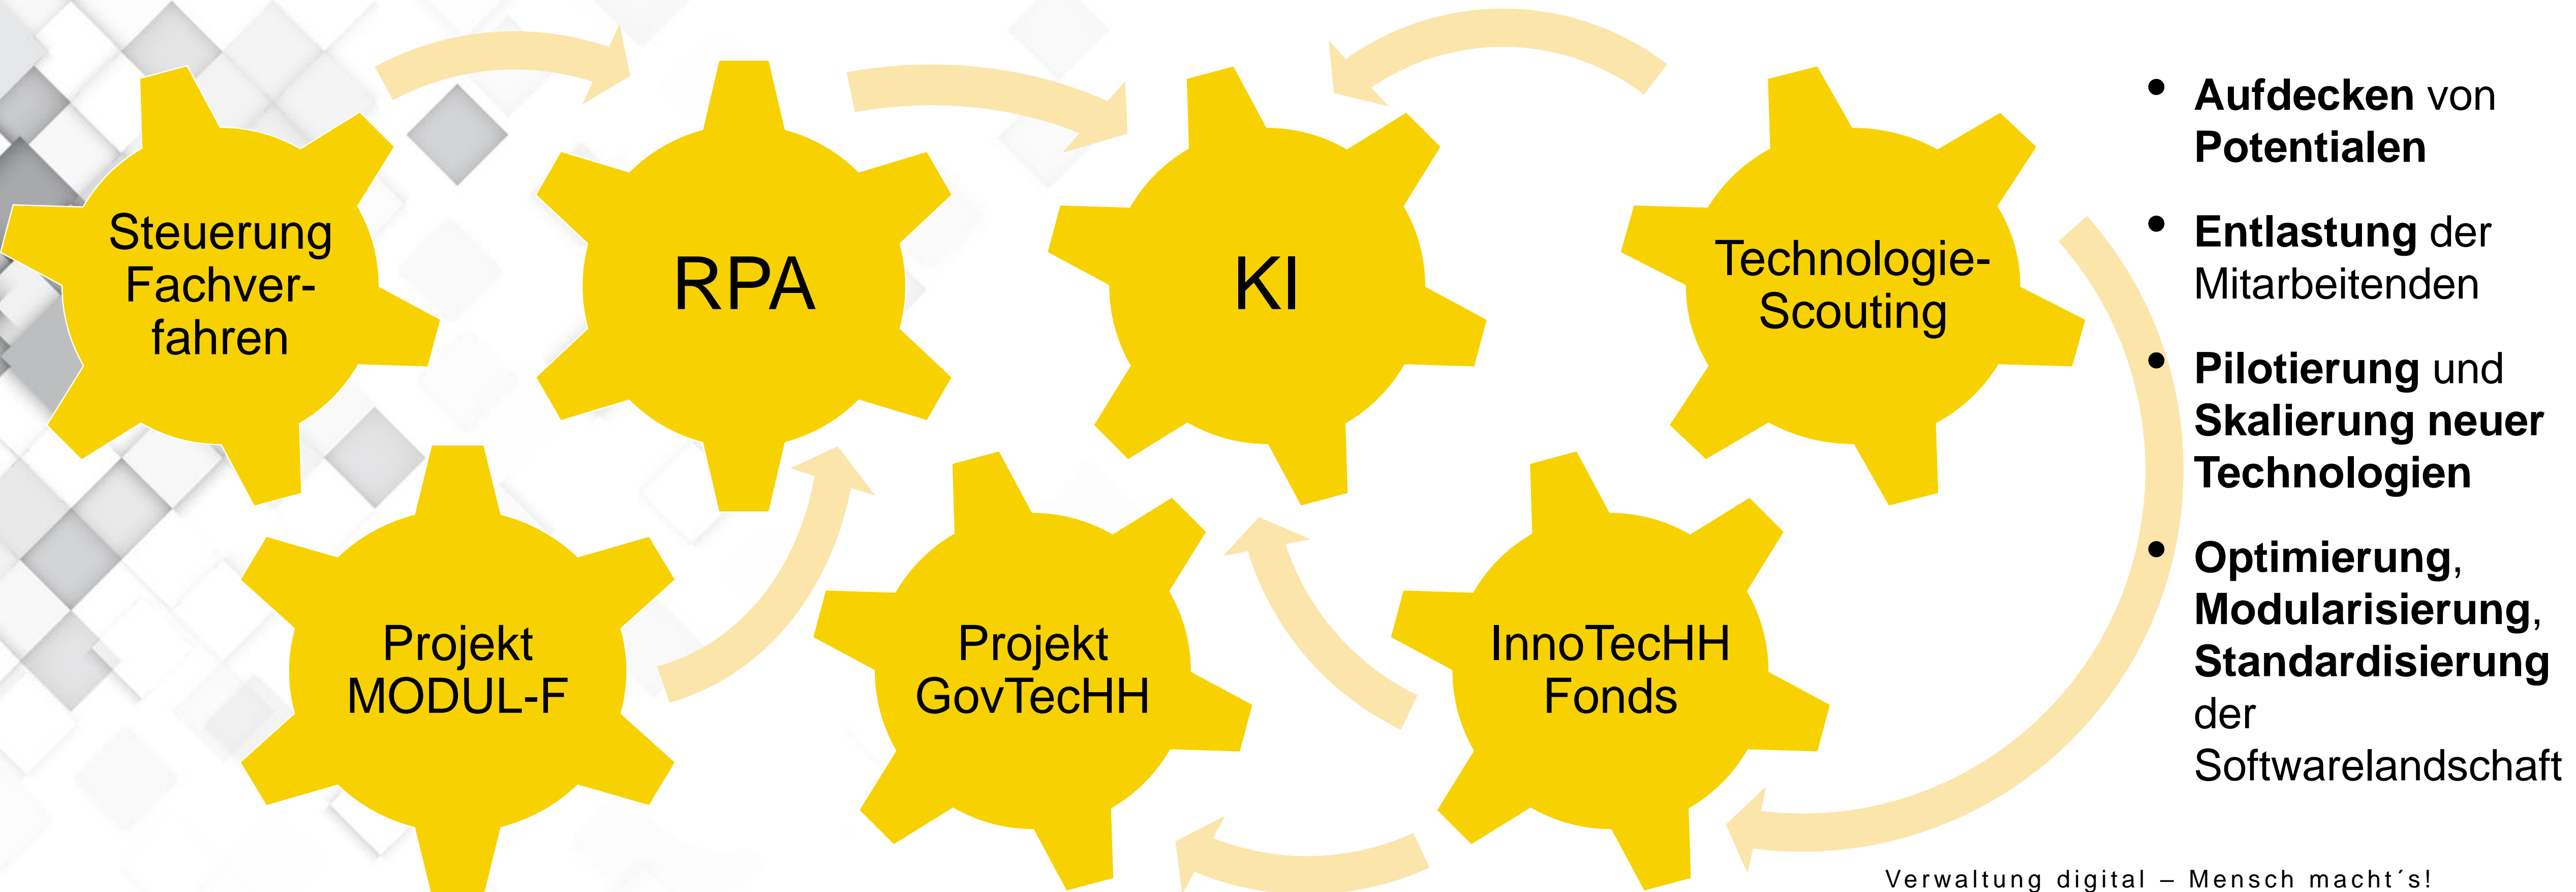 Steuerung
Fachver-
fahren
RPA
KI
Technologie-
Scouting
Projekt
MODUL-F
Projekt
GovTecHH
InnoTecHH
Fonds
• Aufdecken von
Potentialen
• Entlastung der
Mitarbeitenden
• Pilotierung und
Skalierung neuer
Technologien
• Optimierung,
Modularisierung,
Standardisierung
der
Softwarelandschaft
Verwaltung digital – Mensch macht´s!